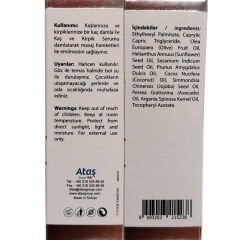 Kullanımı: Kaşlarınıza ve
kirpiklerinize bir kaç damla Fe
Kaş ve Kirpik Serumu
damlatarak masaj hareketleri
ile emilmesini sağlayınız.
Uyarılar: Haricen kullanılır.
Göz ile temas halinde bol su
ile durulayınız. Çocukların
ulaşamayacağı yerde ve oda
sıcaklığında muhafaza
ediniz.
Warnings: Keep out of reach
of children. Keep at room
temperature. Protect from
direct sunlight, light and
moisture. For external use
only.
Atas
Made in Türkiye
İçindekiler / Ingredients:
Ethylhexyl Palmitate, Caprylic
Capric Triglyceride, Olea
Europaea (Olive) Fruit Oil,
Helianthus Annuus (Sunflower)
Seed Oil, Sesamum Indicum
Seed Oil, Prunus Amygdalus
Dulcis Oil, Cocos Nucifera
(Coconut) Oil, Simmondsia
Chinensis (Jojoba) Seed Oil,
Persea Gratissima (Avocado)
Oil, Argania Spinosa Kernel Oil,
Tocopheryl Acetate